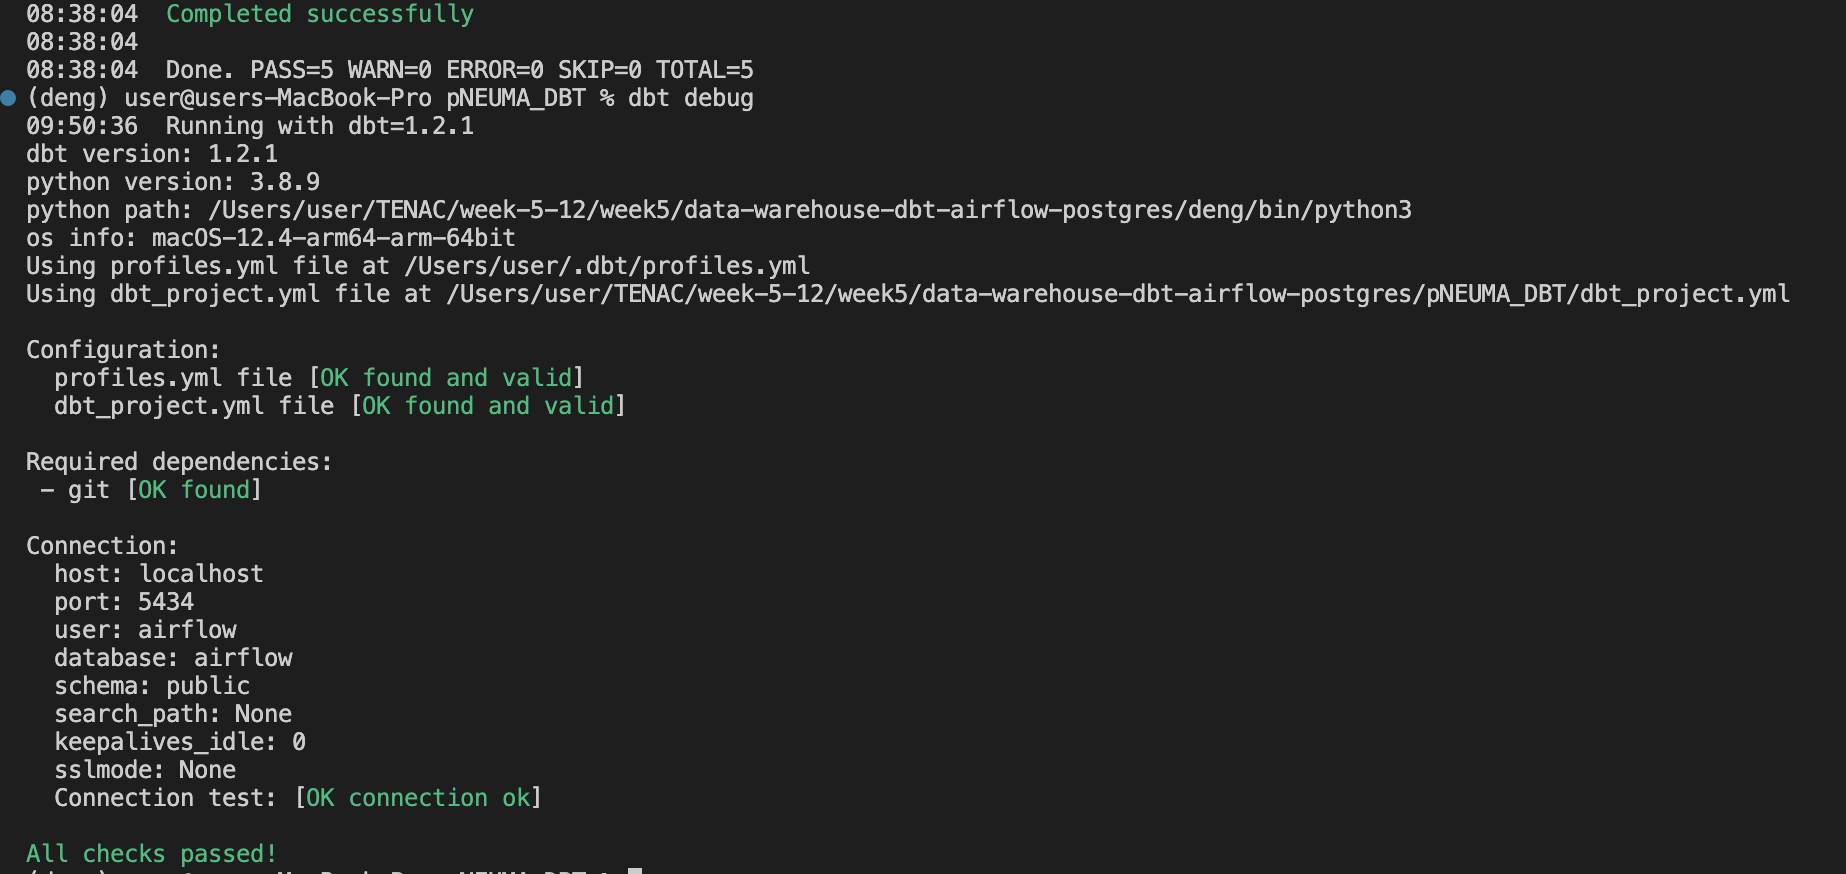 08:38:04  Completed successfully
08:38:04
08:38:04  Done. PASS=5 WARN=0 ERROR=0 SKIP=0 TOTAL=5
(deng) user@users-MacBook-Pro pNEUMA_DBT % dbt debug
09:50:36  Running with dbt=1.2.1
dbt version: 1.2.1
python version: 3.8.9
python path: /Users/user/TENAC/week-5-12/week5/data-warehouse-dbt-airflow-postgres/deng/bin/python3
os info: macOS-12.4-arm64-arm-64bit
Using profiles.yml file at /Users/user/.dbt/profiles.yml
Using dbt_project.yml file at /Users/user/TENAC/week-5-12/week5/data-warehouse-dbt-airflow-postgres/pNEUMA_DBT/dbt_project.yml

Configuration:
  profiles.yml file [OK found and valid]
  dbt_project.yml file [OK found and valid]

Required dependencies:
 - git [OK found]

Connection:
  host: localhost
  port: 5434
  user: airflow
  database: airflow
  schema: public
  search_path: None
  keepalives_idle: 0
  sslmode: None
  Connection test: [OK connection ok]

All checks passed!